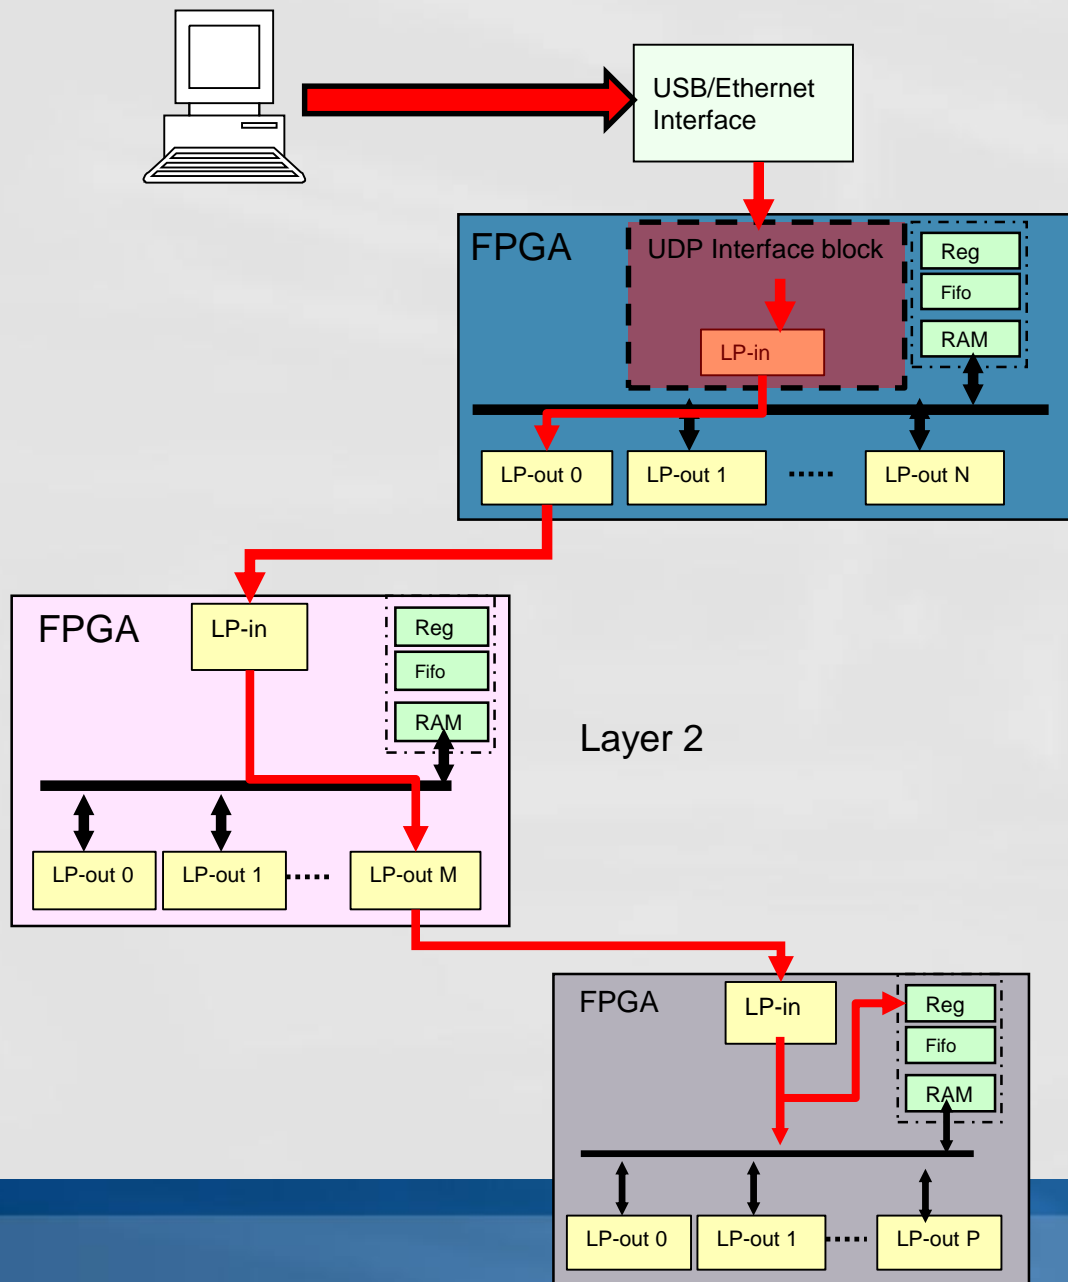 USB/Ethernet
Interface
FPGA
UDP Interface block
Reg
Fifo
RAM
LP-in
LP-out 0
LP-out 1
LP-out N
FPGA
LP-in
Reg
Fifo
RAM
Layer 2
LP-out 0
LP-out 1
LP-out M
FPGA
LP-in
Reg
Fifo
RAM
LP-out 0
LP-out 1
LP-out P